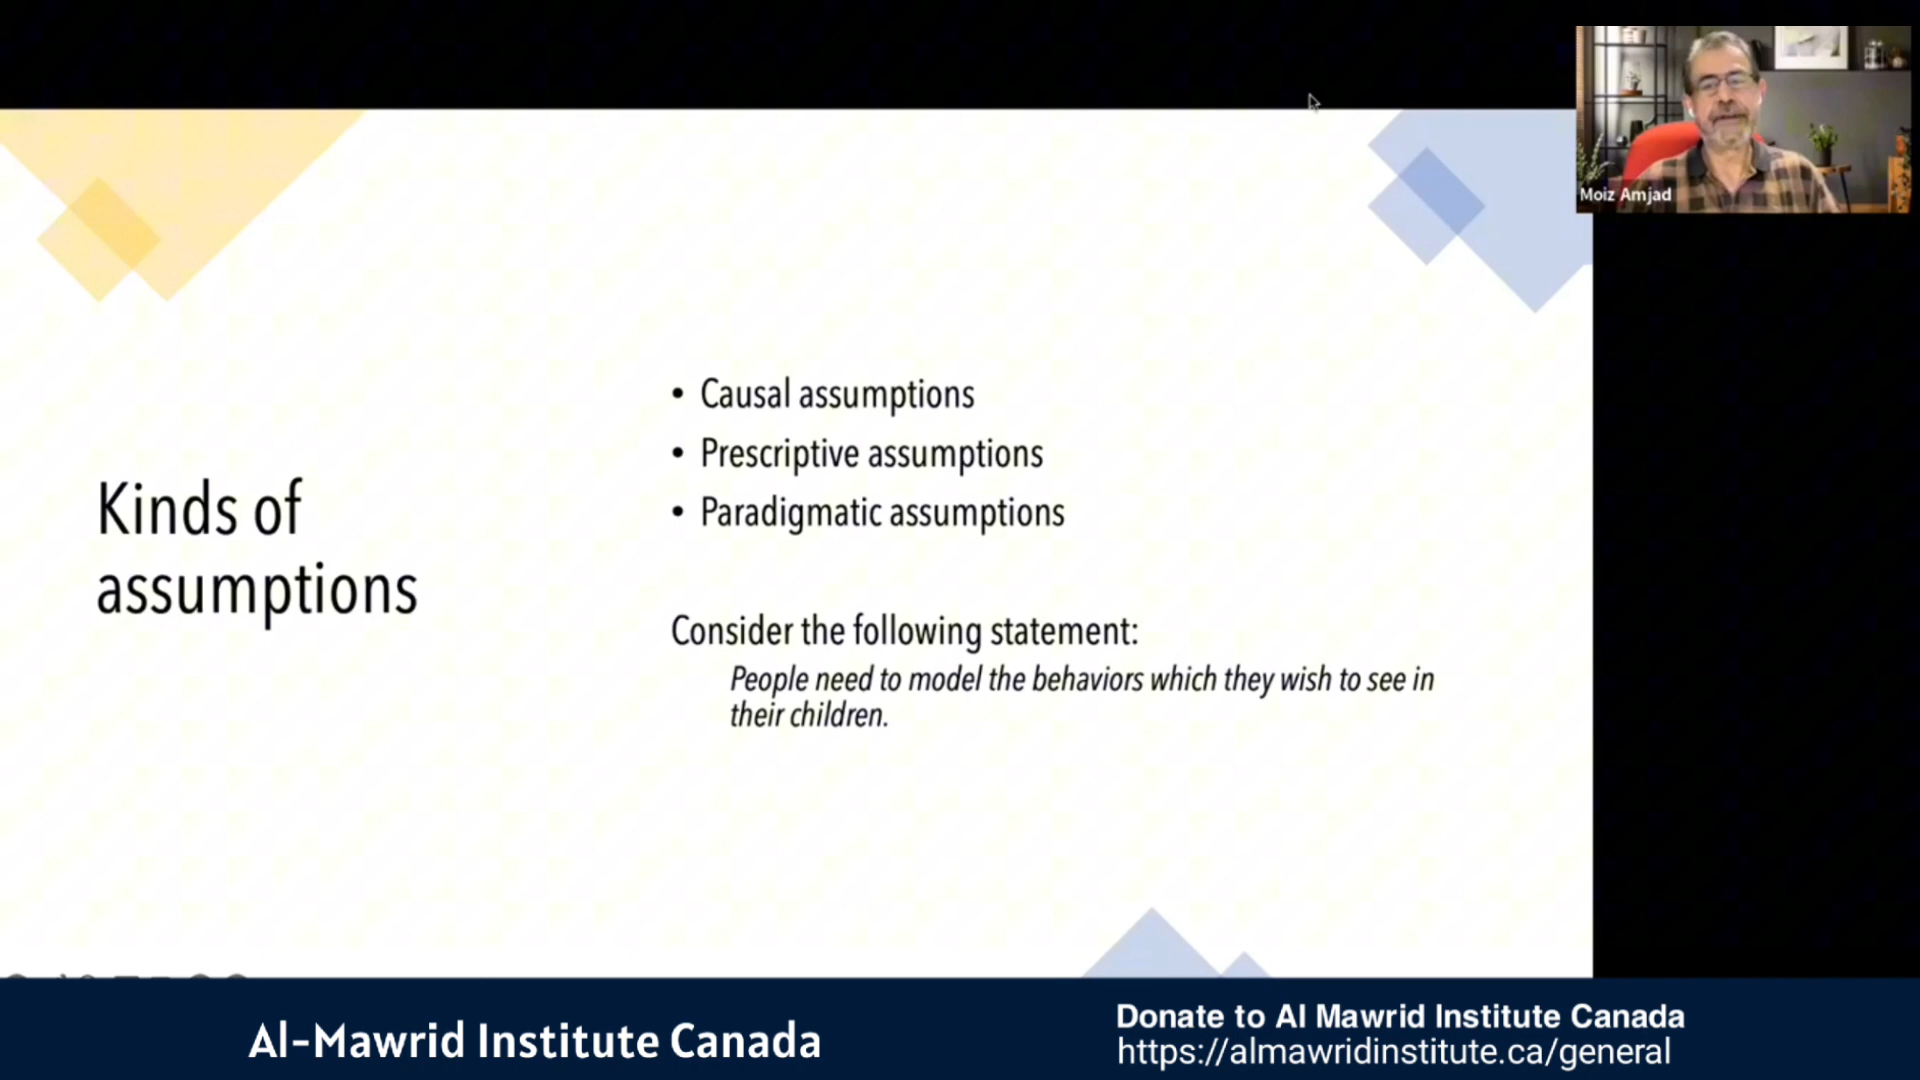 Moiz Amjad
Kinds of
assumptions
• Causal assumptions
• Prescriptive assumptions
• Paradigmatic assumptions
Consider the following statement:
People need to model the behaviors which they wish to see in
their children.
Al-Mawrid Institute Canada
Donate to Al Mawrid Institute Canada
https://almawridinstitute.ca/general